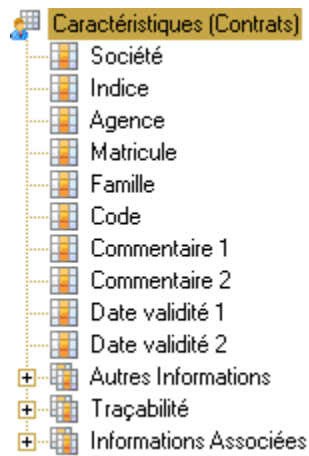 Caractéristiques (Contrats)
Société
Indice
Agence
Matricule
Famille
Code
Commentaire 1
Commentaire 2
Date validité 1
Date validité 2
Autres Informations
Traçabilité
Informations Associées